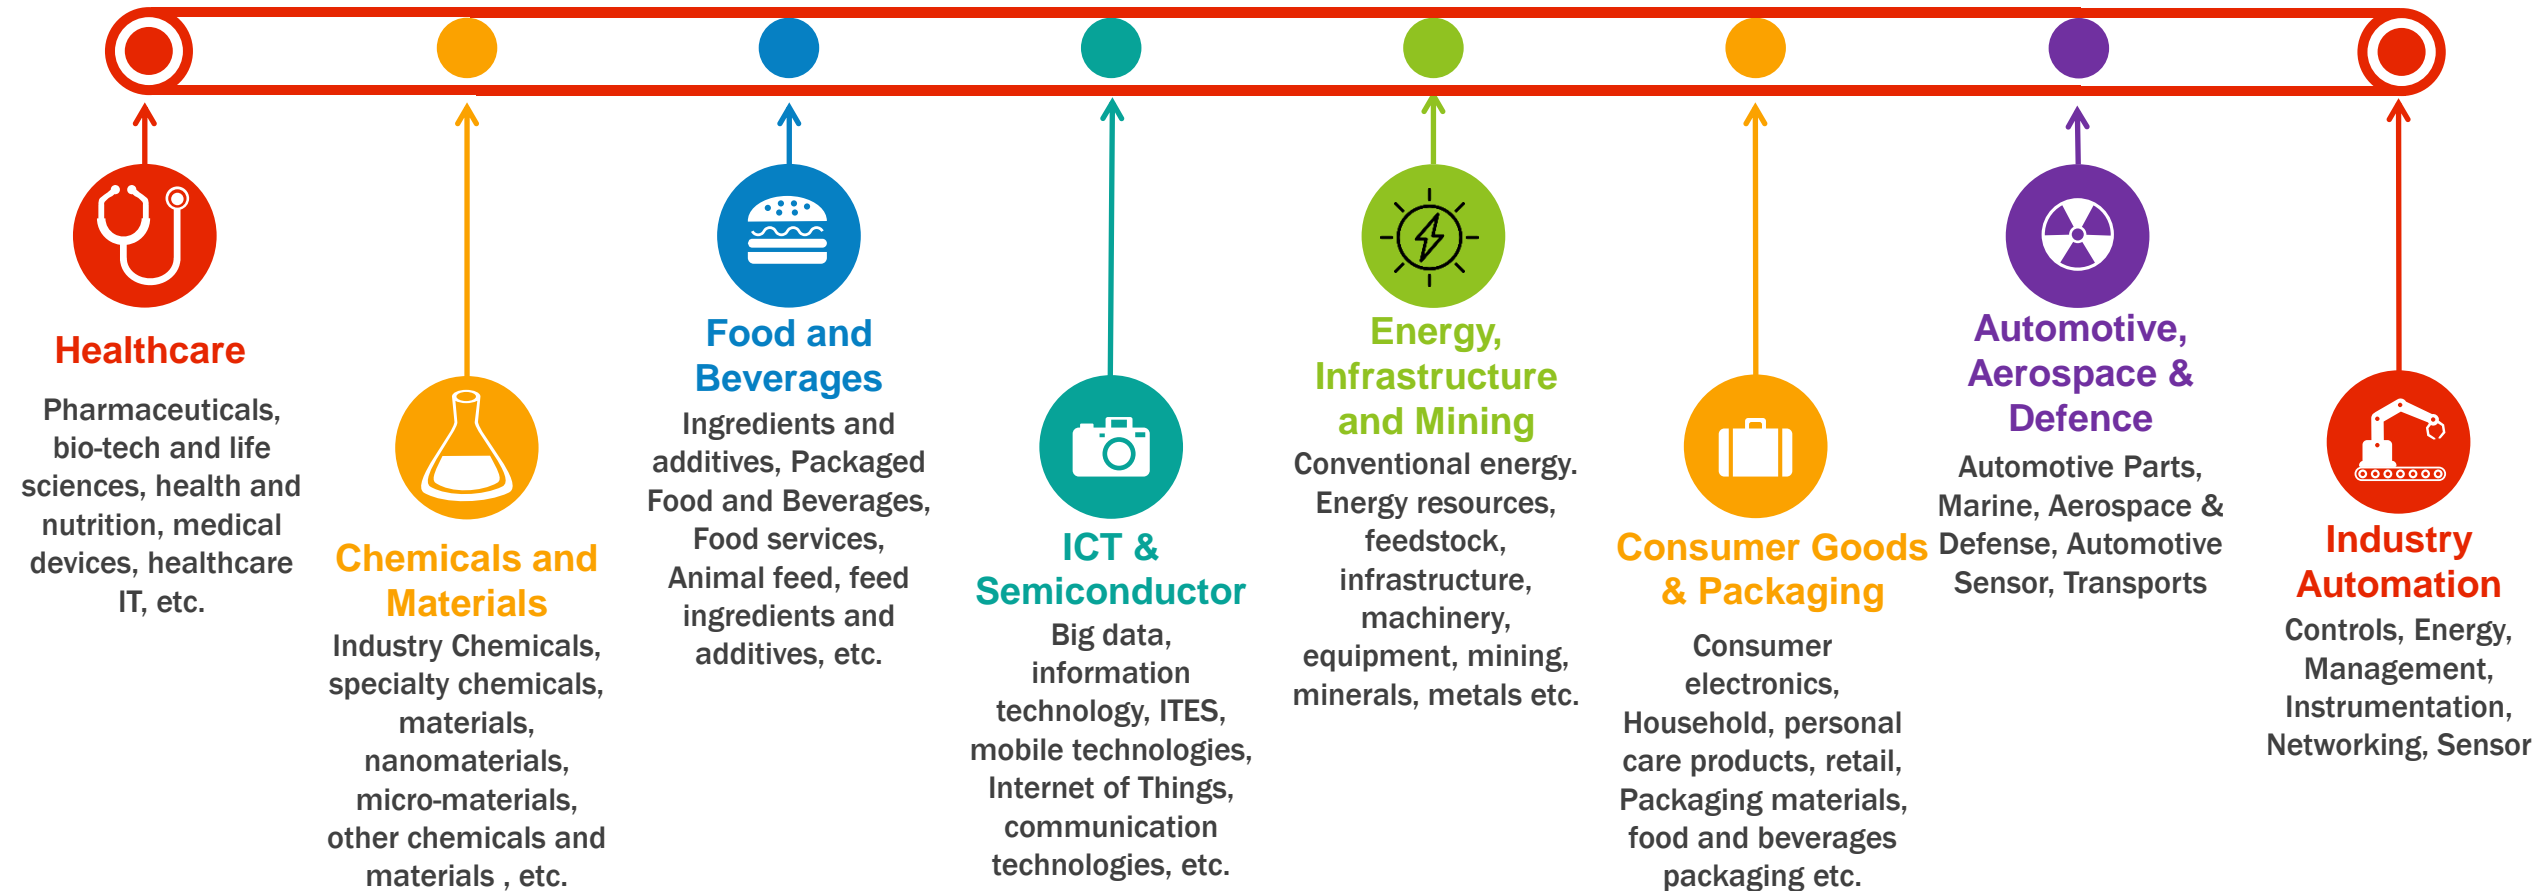 Healthcare
Pharmaceuticals,
bio-tech and life
sciences, health and
nutrition, medical
devices, healthcare
IT, etc.
Chemicals and
Materials
Industry Chemicals,
specialty chemicals,
materials,
nanomaterials,
micro-materials,
other chemicals and
materials , etc.
Food and
Beverages
Ingredients and
additives, Packaged
Food and Beverages,
Food services,
Animal feed, feed
ingredients and
additives, etc.
ICT &
Semiconductor
Big data,
information
technology, ITES,
mobile technologies,
Internet of Things,
communication
technologies, etc.
Energy,
Infrastructure
and Mining
Conventional energy.
Energy resources,
feedstock,
infrastructure,
machinery,
equipment, mining,
minerals, metals etc.
Consumer Goods
& Packaging
Consumer
electronics,
Household, personal
care products, retail,
Packaging materials,
food and beverages
packaging etc.
Automotive,
Aerospace &
Defence
Automotive Parts,
Marine, Aerospace &
Defense, Automotive
Sensor, Transports
Industry
Automation
Controls, Energy,
Management,
Instrumentation,
Networking, Sensor